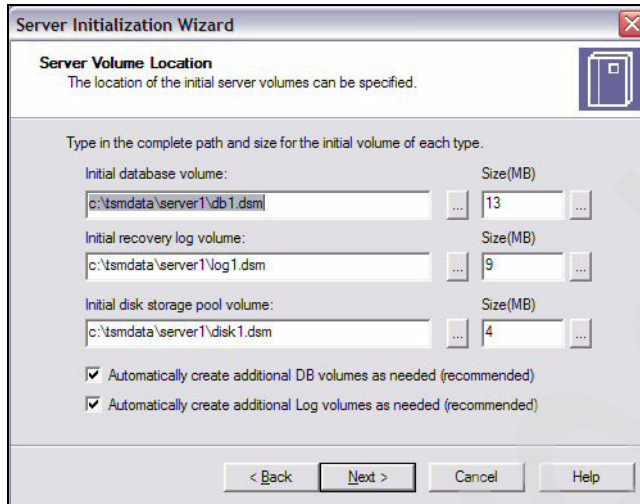 Server Initialization Wizard
Server Volume Location
The location of the initial server volumes can be specified.
Type in the complete path and size for the initial volume of each type.
Initial database volume: Size(MB)
c:\tsmdata\server1\db1.dsm ... 13 ...
Initial recovery log volume: Size(MB)
c:\tsmdata\server1\log1.dsm ... 9 ...
Initial disk storage pool volume: Size(MB)
c:\tsmdata\server1\disk1.dsm ... 4 ...
Automatically create additional DB volumes as needed (recommended)
Automatically create additional Log volumes as needed (recommended)
< Back Next > Cancel Help